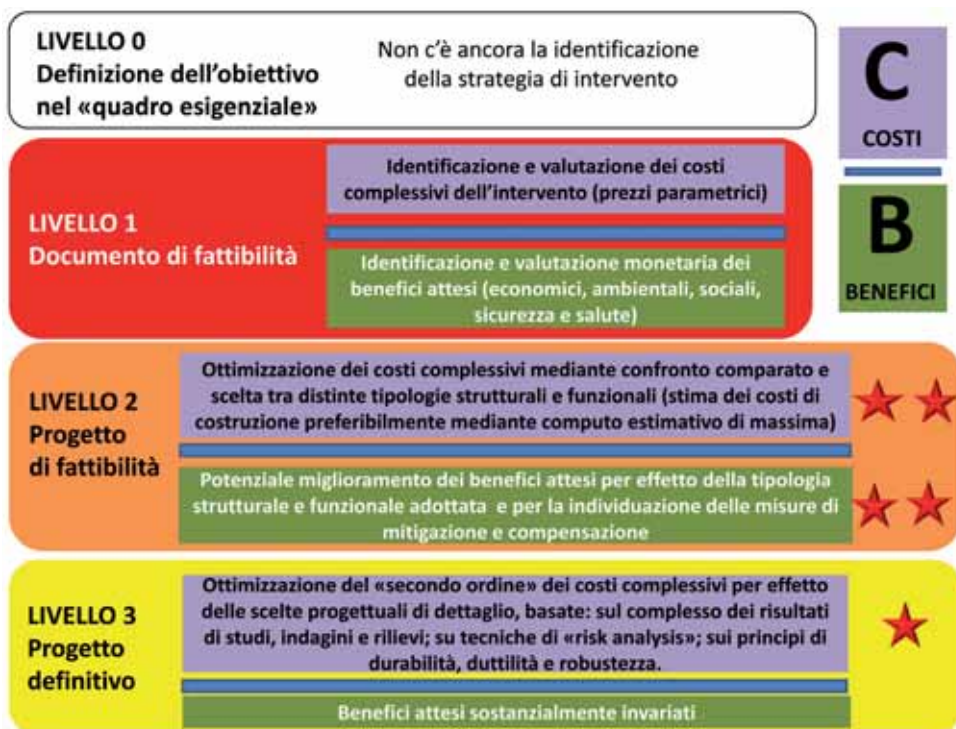 LIVELLO 0
Definizione dell'obiettivo
nel «quadro esigenziale»
Non c'è ancora la identificazione
della strategia di intervento
C
COSTI
B
BENEFICI
LIVELLO 1
Documento di fattibilità
Identificazione e valutazione dei costi
complessivi dell'intervento (prezzi parametrici)
Identificazione e valutazione monetaria dei
benefici attesi (economici, ambientali, sociali,
sicurezza e salute)
LIVELLO 2
Progetto
di fattibilità
Ottimizzazione dei costi complessivi mediante confronto comparato e
scelta tra distinte tipologie strutturali e funzionali (stima dei costi di
costruzione preferibilmente mediante computo estimativo di massima)
Potenziale miglioramento dei benefici attesi per effetto della tipologia
strutturale e funzionale adottata e per la individuazione delle misure di
mitigazione e compensazione
LIVELLO 3
Progetto
definitivo
Ottimizzazione del «secondo ordine» dei costi complessivi per effetto
delle scelte progettuali di dettaglio, basate: sul complesso dei risultati
di studi, indagini e rilievi; su tecniche di «risk analysis»; sui principi di
durabilità, duttilità e robustezza.
Benefici attesi sostanzialmente invariati